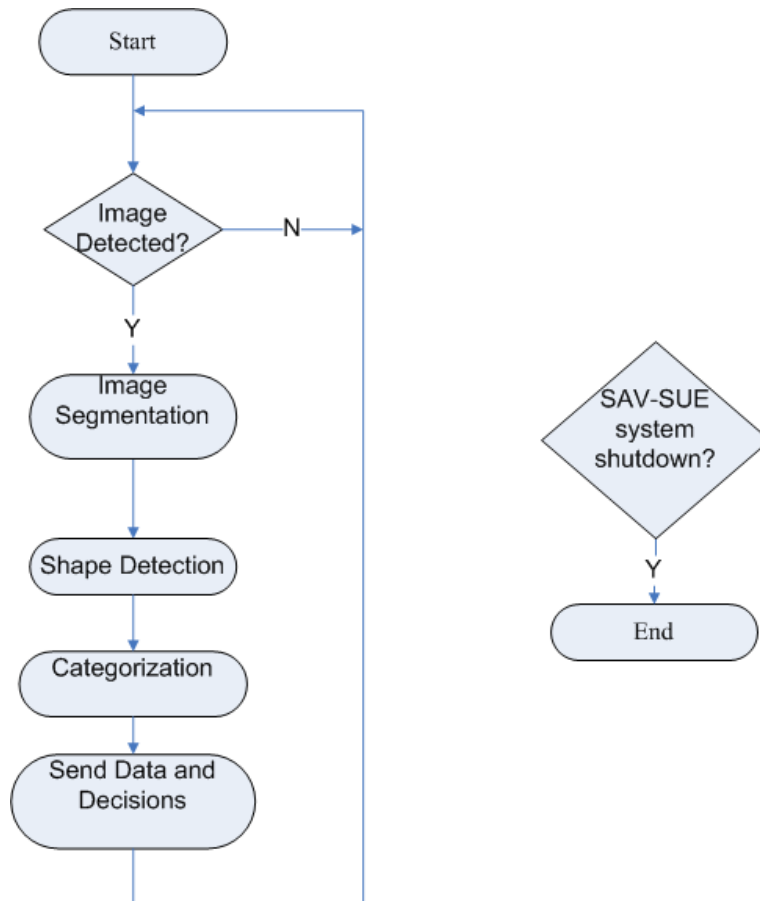 Start
Image
Detected?
N
Y
Image
Segmentation
Shape Detection
Categorization
Send Data and
Decisions
SAV-SUE
system
shutdown?
Y
End